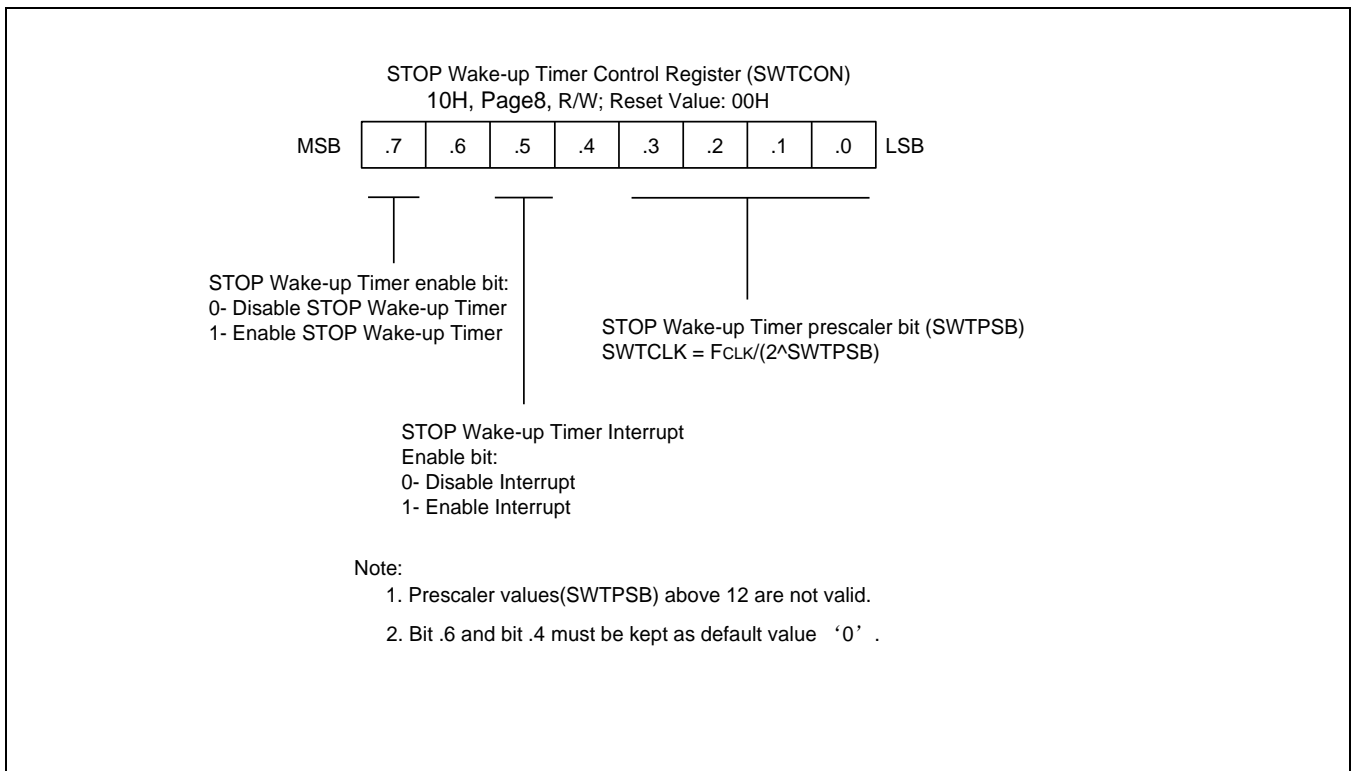 STOP Wake-up Timer Control Register (SWTCON)
10H, Page8, R/W; Reset Value: 00H
MSB .7 .6 .5 .4 .3 .2 .1 .0 LSB
STOP Wake-up Timer enable bit:
0- Disable STOP Wake-up Timer
1- Enable STOP Wake-up Timer
STOP Wake-up Timer prescaler bit (SWTPSB)
SWTCLK = FCLK/(2^SWTPSB)
STOP Wake-up Timer Interrupt
Enable bit:
0- Disable Interrupt
1- Enable Interrupt
Note:
1. Prescaler values(SWTPSB) above 12 are not valid.
2. Bit .6 and bit .4 must be kept as default value ‘0’.